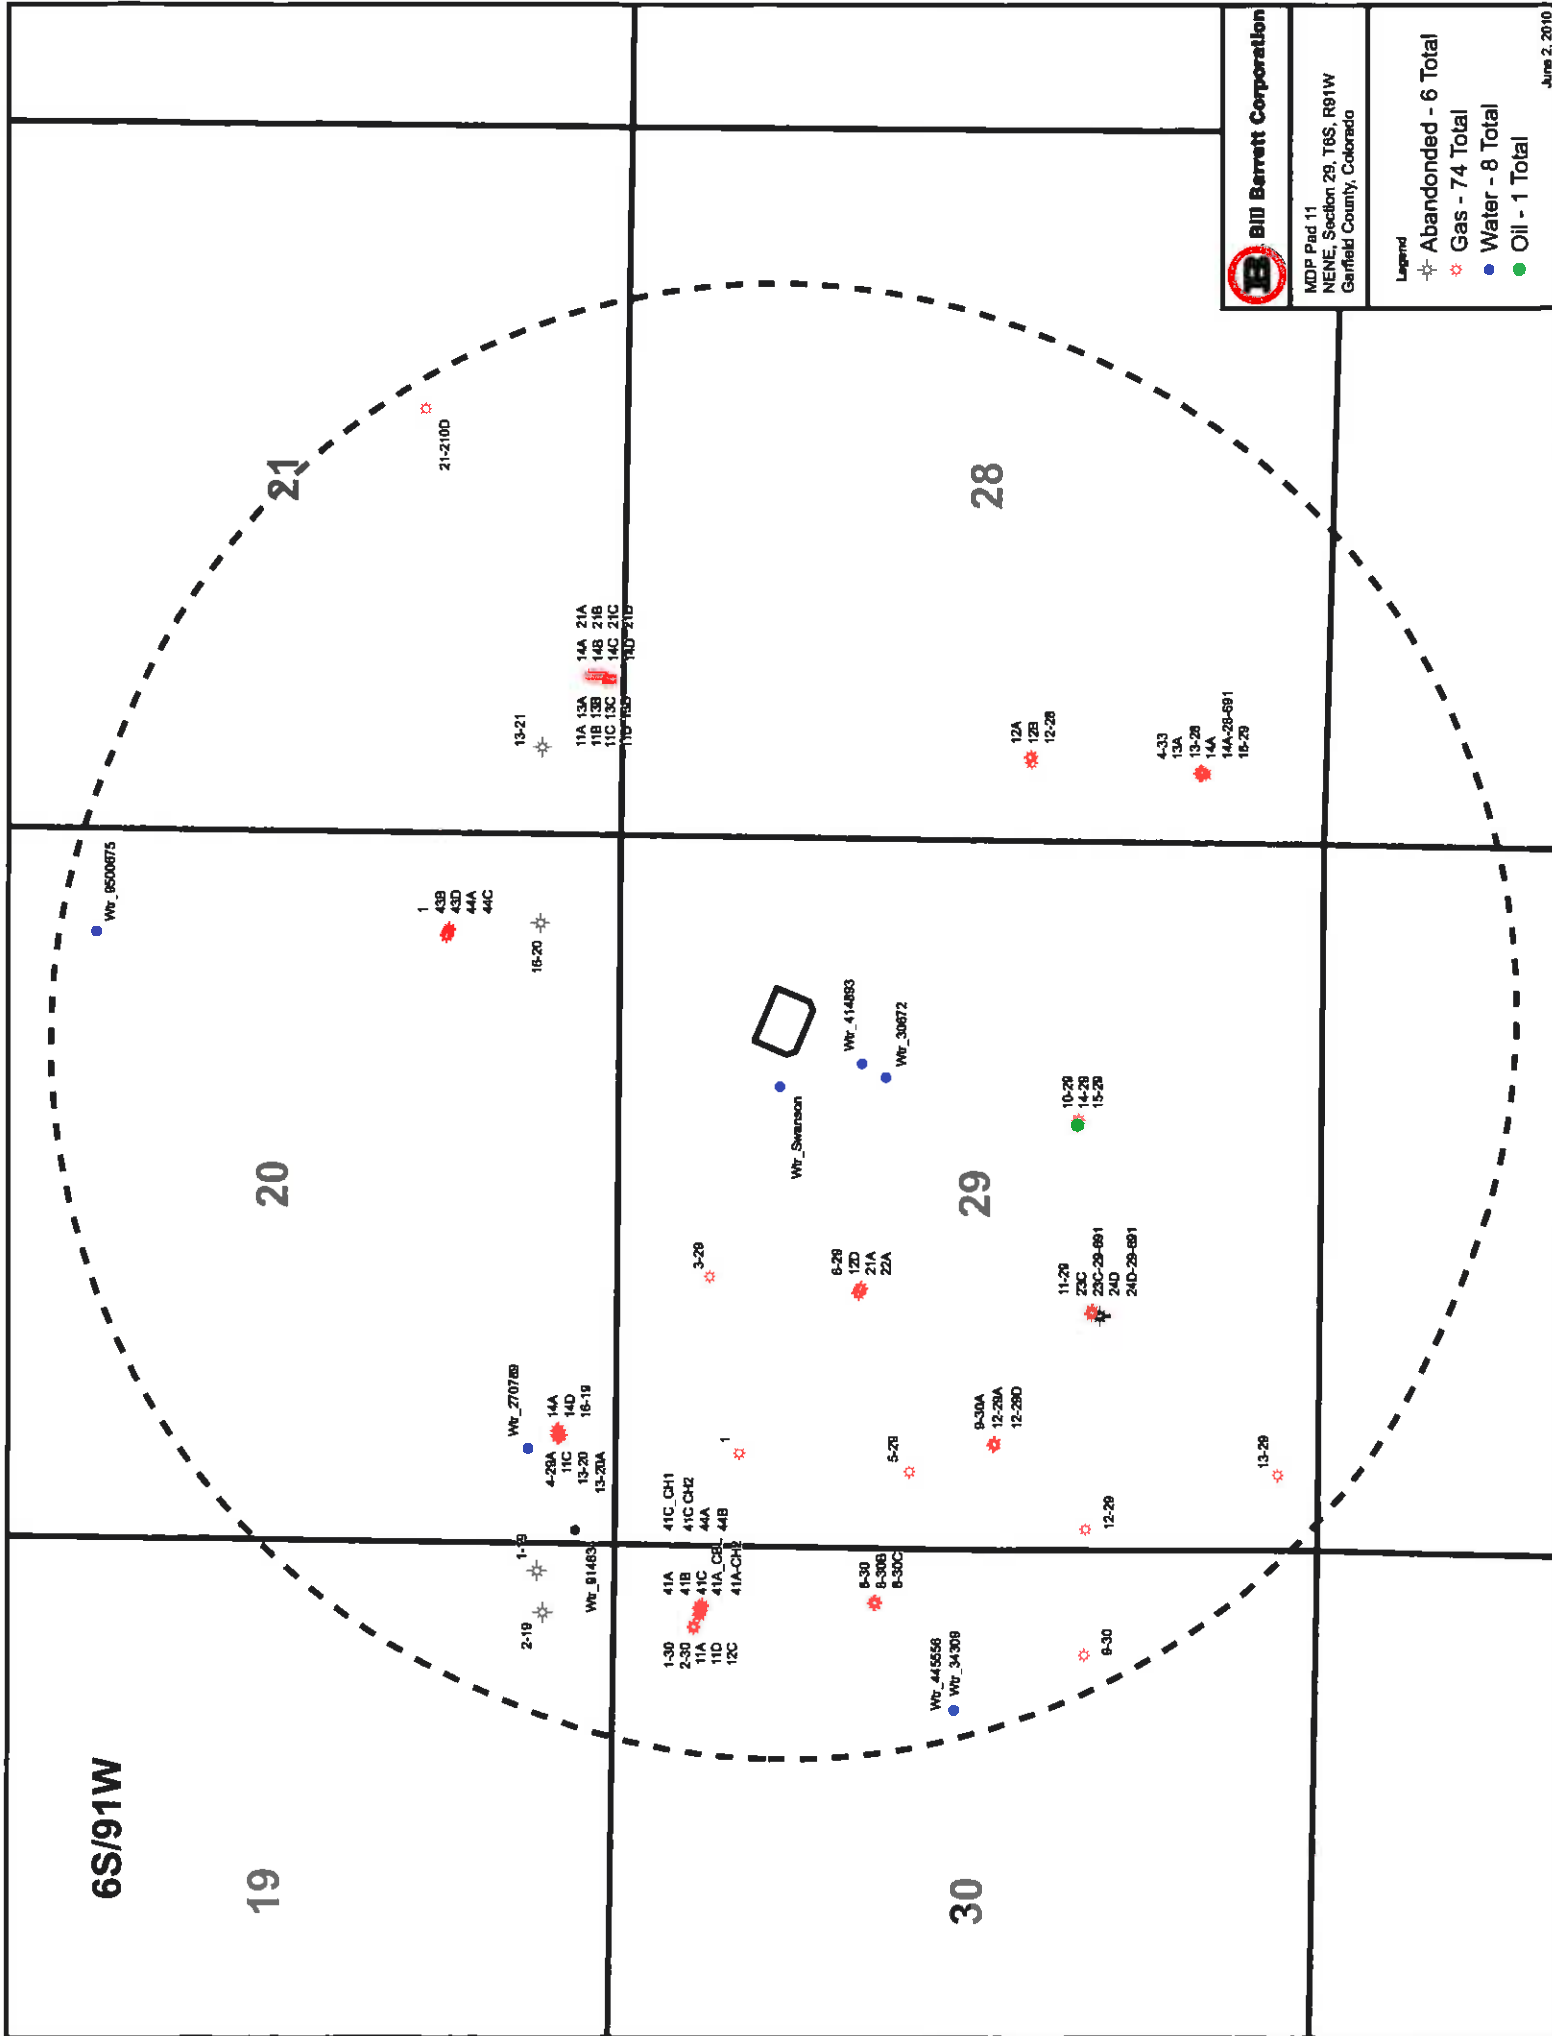 6S/91W
19
20
21
30
29
28
Wtr_9500675
21-210D
1
43B
43D
44A
44C
16-20
13-21
11A 13A
11B 13B
11C 13C
14A 21A
14B 21B
14C 21C
14D 21D
2-19
1-19
Wtr_270789
14A
14D
16-19
4-29A
11C
13-20
13-20A
41C_CH1
41C CH2
44A
44B
41A
41B
41C
41A_CBL
41A-CH2
1-30
2-30
11A
11D
12C
1
3-29
Wtr_Swanson
Wtr_414893
Wtr_30672
6-29
12D
21A
22A
5-29
8-30B
8-30C
Wtr_445556
Wtr_34309
9-30
9-30A
12-29A
12-29D
12-29
13-29
11-29
23C
23C-29-691
24D
24D-29-691
10-29
14-29
15-29
12A
12B
12-28
4-33
13A
13-28
14A
14A-28-691
16-29
Bill Barrett Corporation
MDP Pad 11
NENE, Section 29, T6S, R91W
Garfield County, Colorado
Legend
Abandonded - 6 Total
Gas - 74 Total
Water - 8 Total
Oil - 1 Total
June 2, 2010